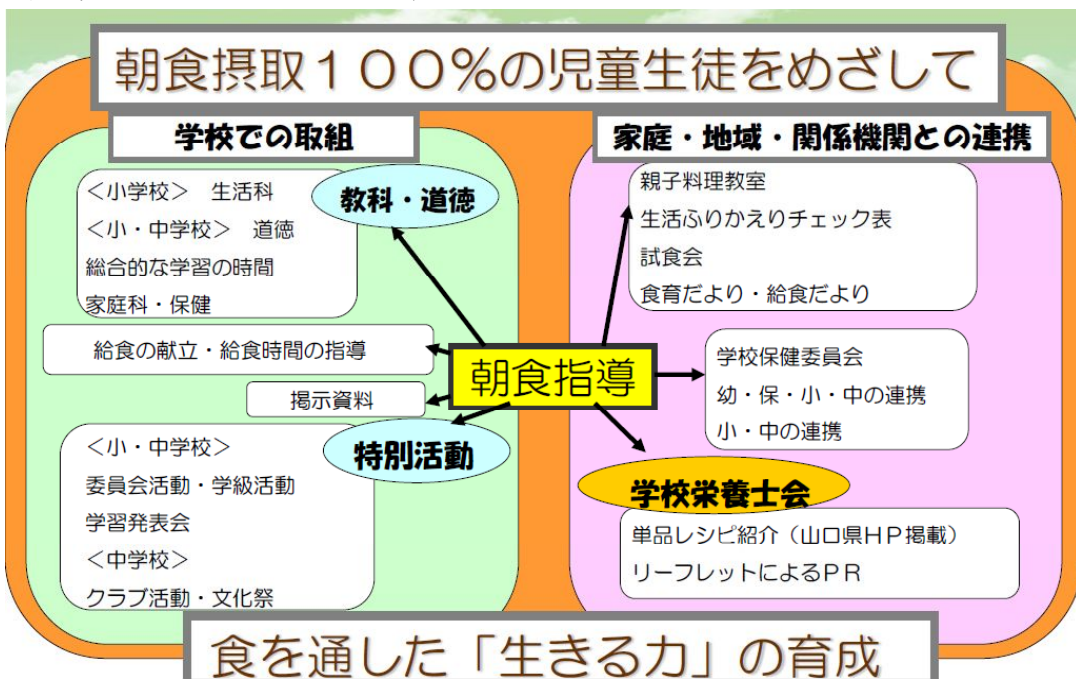 朝食摂取１００％の児童生徒をめざして
学校での取組
教科・道徳
＜小学校＞　生活科
＜小・中学校＞　道徳
総合的な学習の時間
家庭科・保健
給食の献立・給食時間の指導
掲示資料
特別活動
＜小・中学校＞
委員会活動・学級活動
学習発表会
＜中学校＞
クラブ活動・文化祭
朝食指導
家庭・地域・関係機関との連携
親子料理教室
生活ふりかえりチェック表
試食会
食育だより・給食だより
学校保健委員会
幼・保・小・中の連携
小・中の連携
学校栄養士会
単品レシピ紹介（山口県ＨＰ掲載）
リーフレットによるＰＲ
食を通した「生きる力」の育成